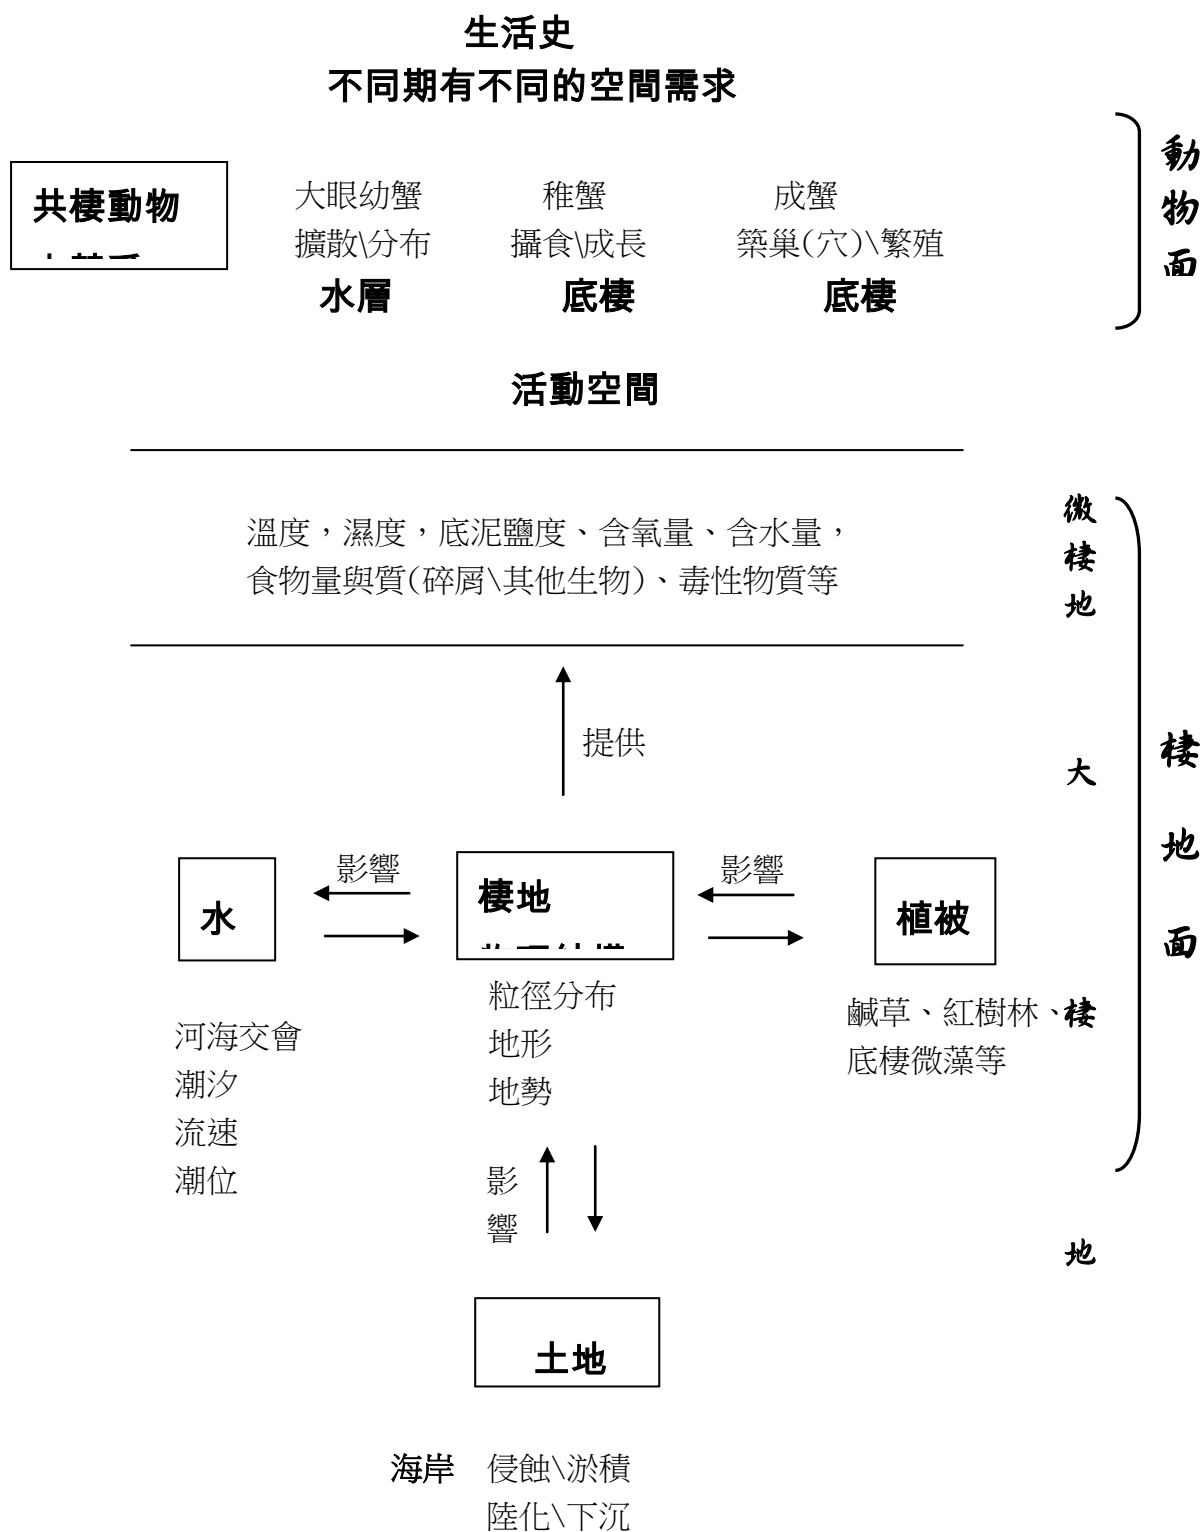 生活史
不同期有不同的空間需求
共棲動物
大眼幼蟹
擴散\分布
水層
稚蟹
攝食\成長
底棲
成蟹
築巢(穴)\繁殖
底棲
動物面
活動空間
溫度，濕度，底泥鹽度、含氧量、含水量，
食物量與質(碎屑\其他生物)、毒性物質等
微棲地
提供
大棲地
棲地面
水
影響
棲地
影響
植被
河海交會
潮汐
流速
潮位
粒徑分布
地形
地勢
鹹草、紅樹林、
底棲微藻等
影
響
土地
海岸 侵蝕\淤積
陸化\下沉